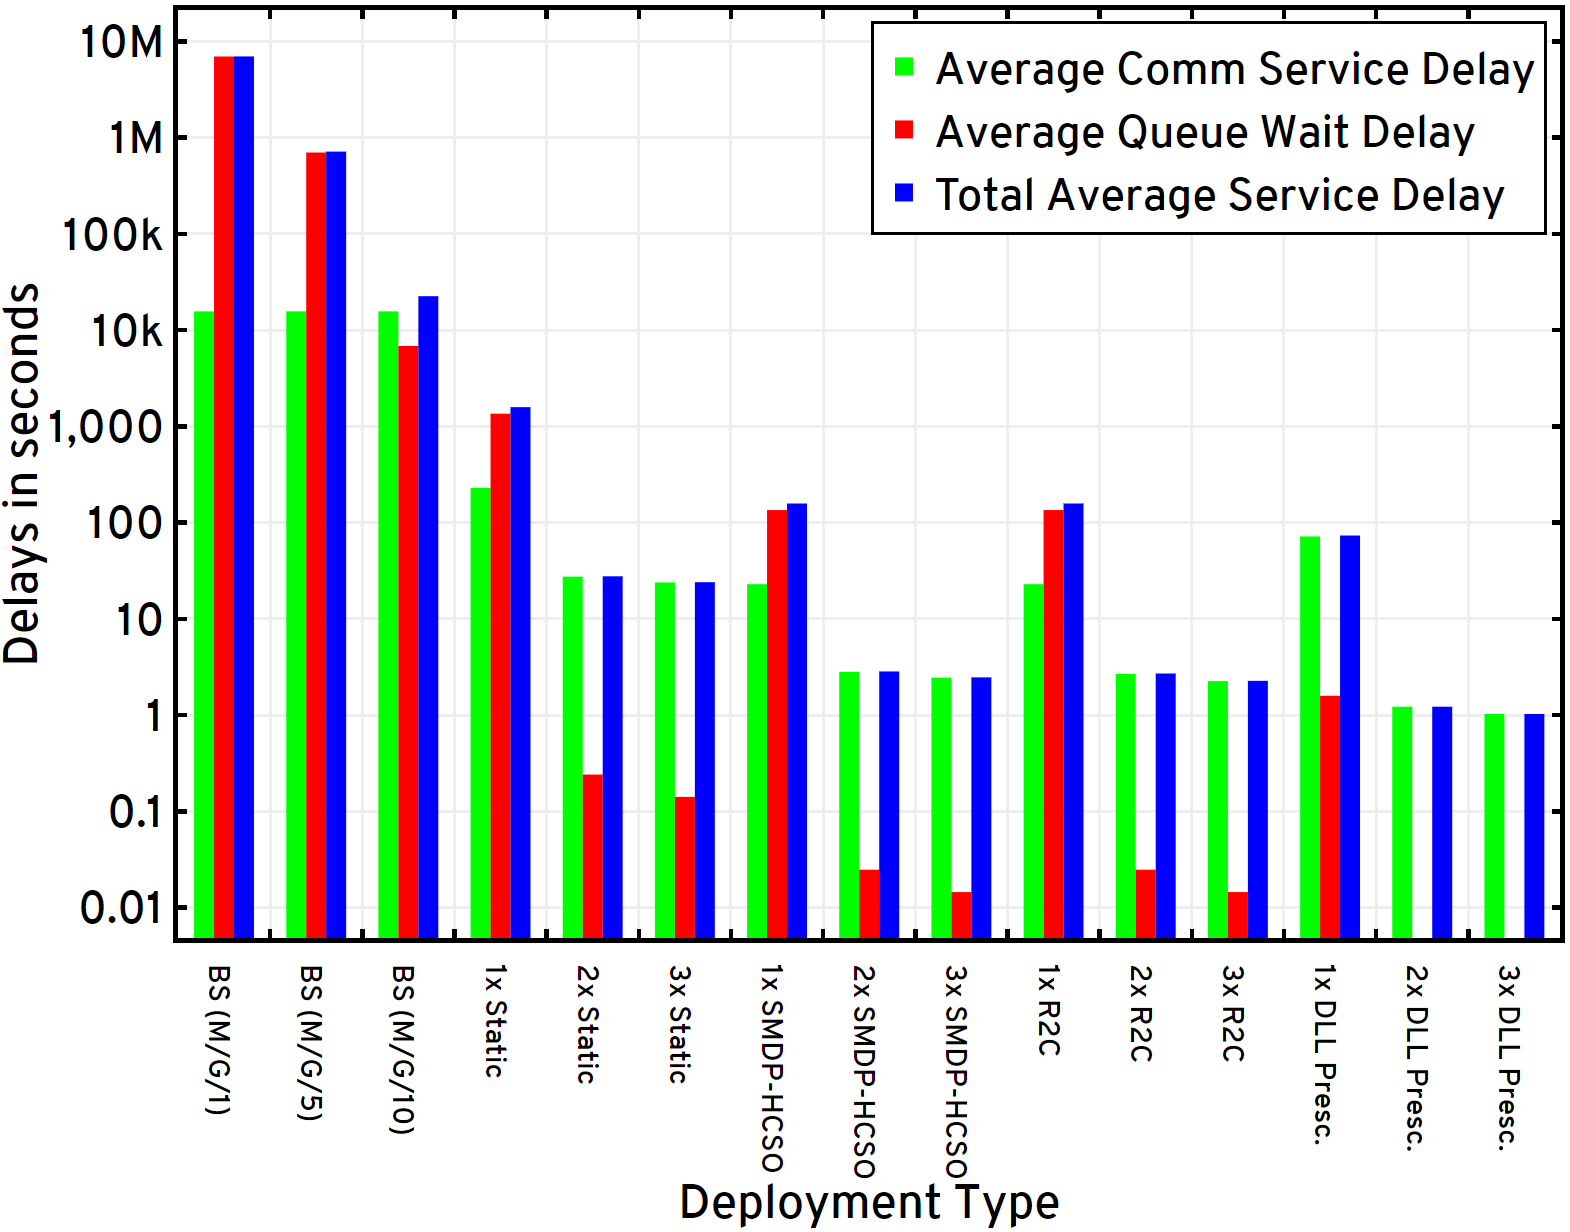 10M
1M
100k
10k
1,000
100
10
1
0.1
0.01
Delays in seconds
Average Comm Service Delay
Average Queue Wait Delay
Total Average Service Delay
BS (M/G/1)
BS (M/G/5)
BS (M/G/10)
1x Static
2x Static
3x Static
1x SMDP-HCSO
2x SMDP-HCSO
3x SMDP-HCSO
1x R2C
2x R2C
3x R2C
1x DLL Presc.
2x DLL Presc.
3x DLL Presc.
Deployment Type